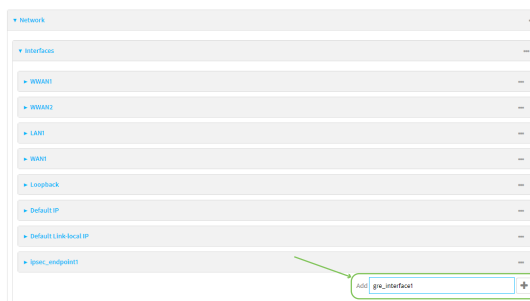 Network
Interfaces
WWAN1
WWAN2
LAN1
WAN1
Loopback
Default IP
Default Link-local IP
ipsec_endpoint1
Add gre_interface1